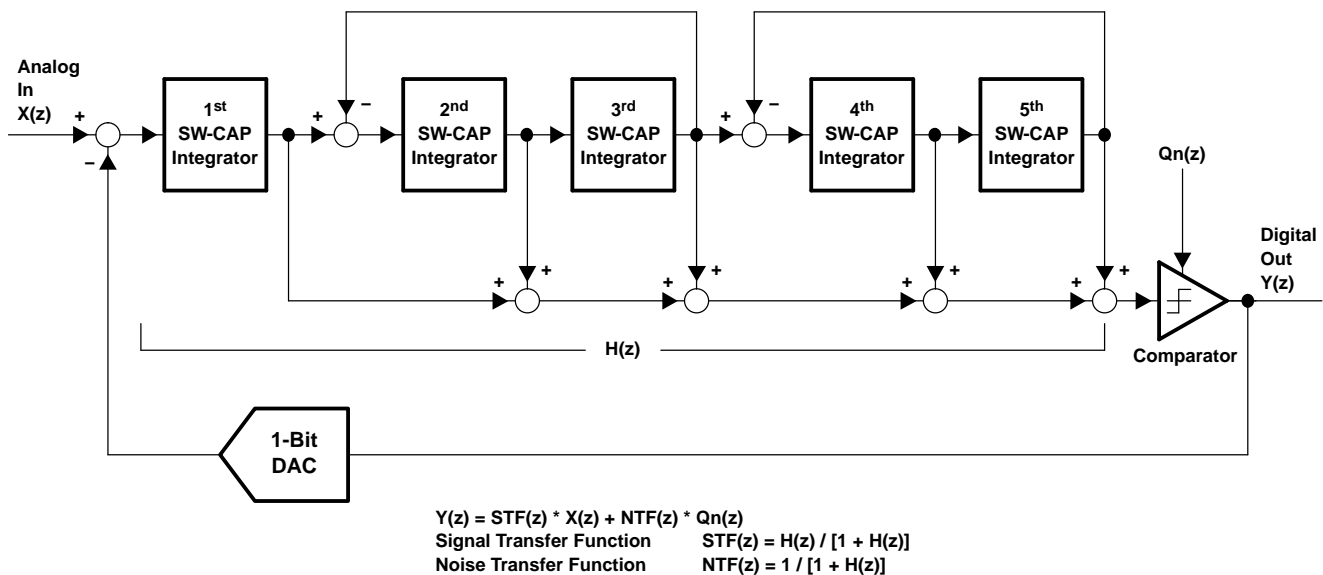 Analog
In
X(z)
+
−
1st
SW-CAP
Integrator
+
−
2nd
SW-CAP
Integrator
3rd
SW-CAP
Integrator
+
−
4th
SW-CAP
Integrator
5th
SW-CAP
Integrator
Qn(z)
+
+
+
+
+
+
+
+
Digital
Out
Y(z)
H(z)
Comparator
1-Bit
DAC
Y(z) = STF(z) * X(z) + NTF(z) * Qn(z)
Signal Transfer Function STF(z) = H(z) / [1 + H(z)]
Noise Transfer Function NTF(z) = 1 / [1 + H(z)]